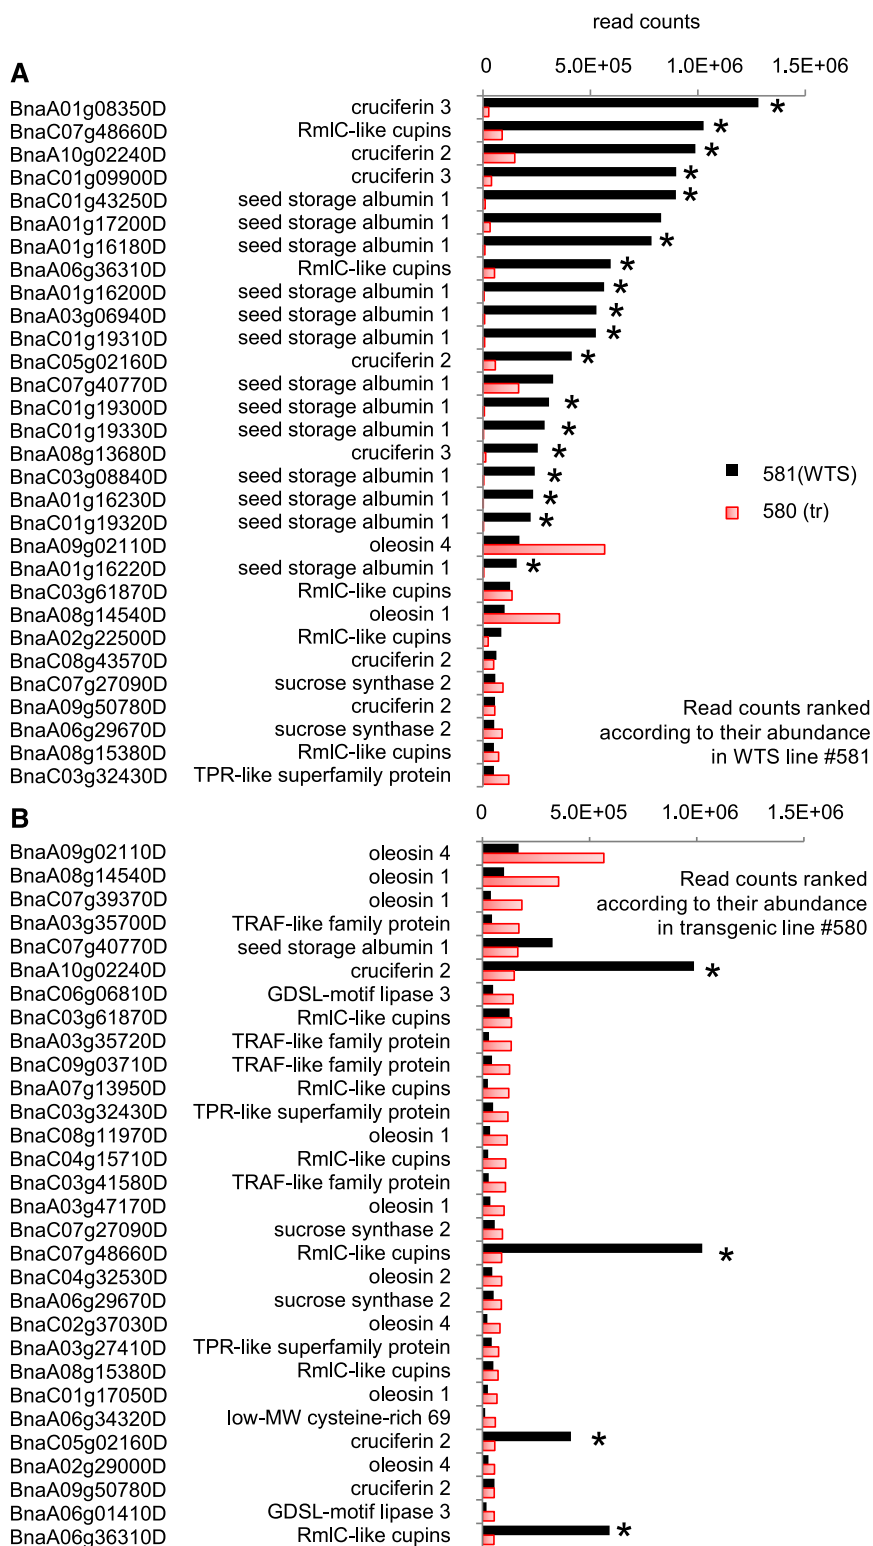 read counts
A
0 5.0E+05 1.0E+06 1.5E+06
BnaA01g08350D cruciferin 3 *
BnaC07g48660D RmlC-like cupins *
BnaA10g02240D cruciferin 2 *
BnaC01g09900D cruciferin 3 *
BnaC01g43250D seed storage albumin 1 *
BnaA01g17200D seed storage albumin 1
BnaA01g16180D seed storage albumin 1 *
BnaA06g36310D RmlC-like cupins *
BnaA01g16200D seed storage albumin 1 *
BnaA03g06940D seed storage albumin 1 *
BnaC01g19310D seed storage albumin 1 *
BnaC05g02160D cruciferin 2 *
BnaC07g40770D seed storage albumin 1
BnaC01g19300D seed storage albumin 1 *
BnaC01g19330D seed storage albumin 1 *
BnaA08g13680D cruciferin 3 *
BnaC03g08840D seed storage albumin 1 *
BnaA01g16230D seed storage albumin 1 *
BnaC01g19320D seed storage albumin 1 *
BnaA09g02110D oleosin 4
BnaA01g16220D seed storage albumin 1 *
BnaC03g61870D RmlC-like cupins
BnaA08g14540D oleosin 1
BnaA02g22500D RmlC-like cupins
BnaC08g43570D cruciferin 2
BnaC07g27090D sucrose synthase 2
BnaA09g50780D cruciferin 2
BnaA06g29670D sucrose synthase 2
BnaA08g15380D RmlC-like cupins
BnaC03g32430D TPR-like superfamily protein
581(WTS)
580 (tr)
Read counts ranked
according to their abundance
in WTS line #581
B
0 5.0E+05 1.0E+06 1.5E+06
BnaA09g02110D oleosin 4
BnaA08g14540D oleosin 1
BnaC07g39370D oleosin 1
BnaA03g35700D TRAF-like family protein
BnaC07g40770D seed storage albumin 1
BnaA10g02240D cruciferin 2 *
BnaC06g06810D GDSL-motif lipase 3
BnaC03g61870D RmlC-like cupins
BnaA03g35720D TRAF-like family protein
BnaC09g03710D TRAF-like family protein
BnaA07g13950D RmlC-like cupins
BnaC03g32430D TPR-like superfamily protein
BnaC08g11970D oleosin 1
BnaC04g15710D RmlC-like cupins
BnaC03g41580D TRAF-like family protein
BnaA03g47170D oleosin 1
BnaC07g27090D sucrose synthase 2
BnaC07g48660D RmlC-like cupins *
BnaC04g32530D oleosin 2
BnaA06g29670D sucrose synthase 2
BnaC02g37030D oleosin 4
BnaA03g27410D TPR-like superfamily protein
BnaA08g15380D RmlC-like cupins
BnaC01g17050D oleosin 1
BnaA06g34320D low-MW cysteine-rich 69
BnaC05g02160D cruciferin 2 *
BnaA02g29000D oleosin 4
BnaA09g50780D cruciferin 2
BnaA06g01410D GDSL-motif lipase 3
BnaA06g36310D RmlC-like cupins *
Read counts ranked
according to their abundance
in transgenic line #580